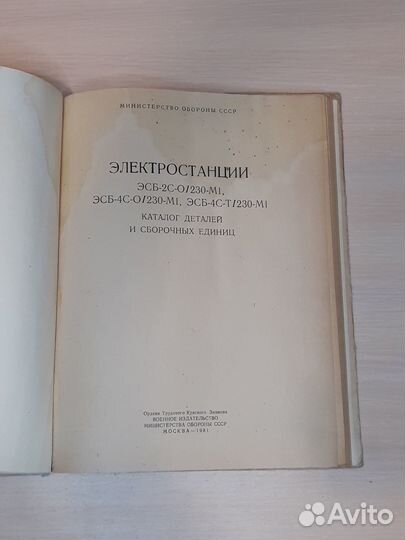 МИНИСТЕРСТВО ОБОРОНЫ СССР
ЭЛЕКТРОСТАНЦИИ
ЭСБ-2С-О/230-М1,
ЭСБ-4С-О/230-М1, ЭСБ-4С-Т/230-М1
КАТАЛОГ ДЕТАЛЕЙ
И СБОРОЧНЫХ ЕДИНИЦ
Ордена Трудового Красного Знамени
ВОЕННОЕ ИЗДАТЕЛЬСТВО
МИНИСТЕРСТВА ОБОРОНЫ СССР
МОСКВА—1981
Avito